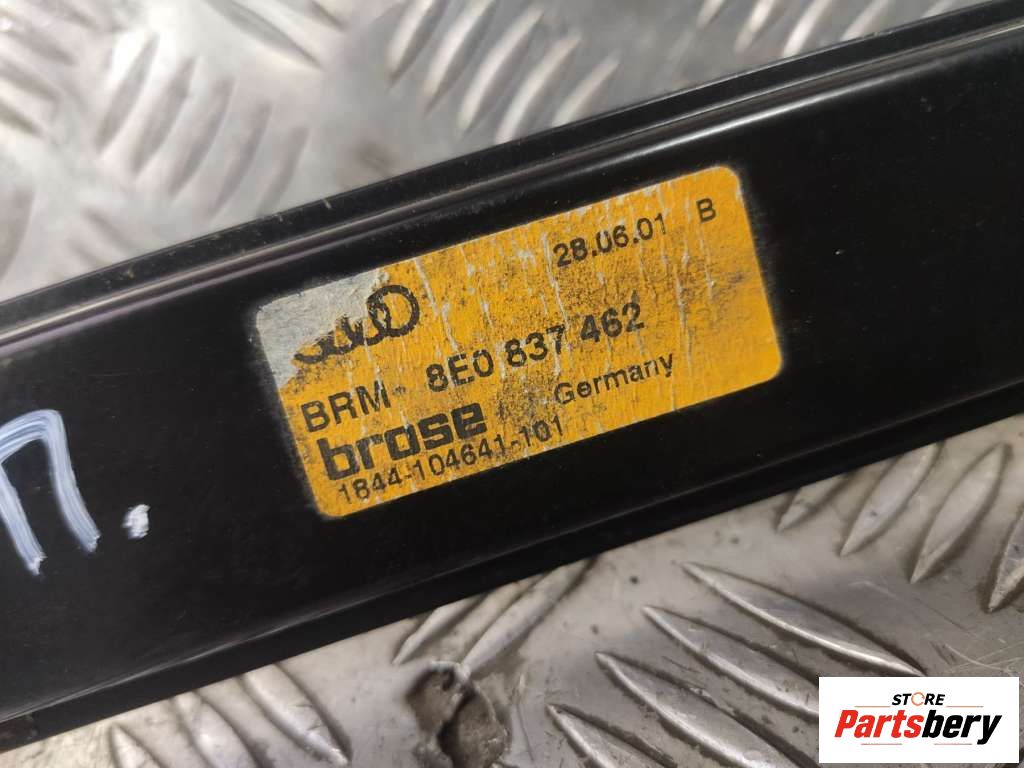 28.06.01 B
BRM 8E0 837 462
brose Germany
1844-104641-101
П.
STORE
Partsbery